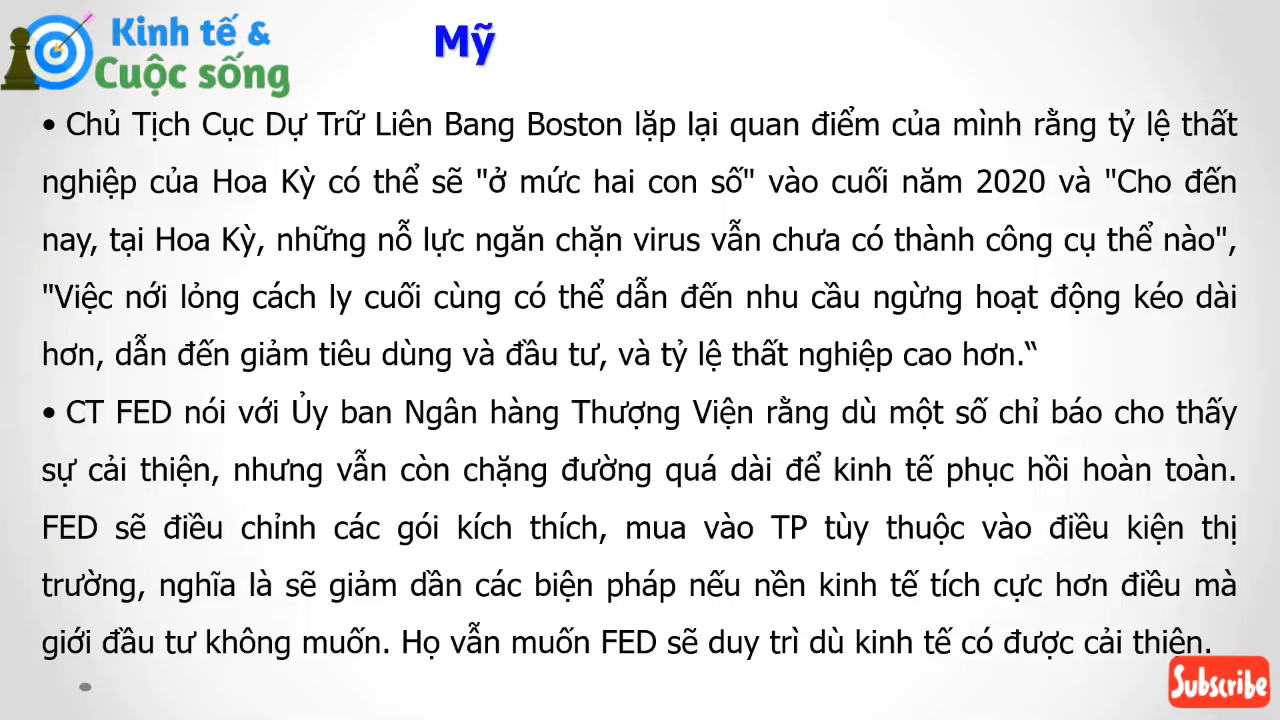 Kinh tế &
Cuộc sống
Mỹ
• Chủ Tịch Cục Dự Trữ Liên Bang Boston lặp lại quan điểm của mình rằng tỷ lệ thất
nghiệp của Hoa Kỳ có thể sẽ "ở mức hai con số" vào cuối năm 2020 và "Cho đến
nay, tại Hoa Kỳ, những nỗ lực ngăn chặn virus vẫn chưa có thành công cụ thể nào",
"Việc nới lỏng cách ly cuối cùng có thể dẫn đến nhu cầu ngừng hoạt động kéo dài
hơn, dẫn đến giảm tiêu dùng và đầu tư, và tỷ lệ thất nghiệp cao hơn.“
• CT FED nói với Ủy ban Ngân hàng Thượng Viện rằng dù một số chỉ báo cho thấy
sự cải thiện, nhưng vẫn còn chặng đường quá dài để kinh tế phục hồi hoàn toàn.
FED sẽ điều chỉnh các gói kích thích, mua vào TP tùy thuộc vào điều kiện thị
trường, nghĩa là sẽ giảm dần các biện pháp nếu nền kinh tế tích cực hơn điều mà
giới đầu tư không muốn. Họ vẫn muốn FED sẽ duy trì dù kinh tế có được cải thiện.
Subscribe